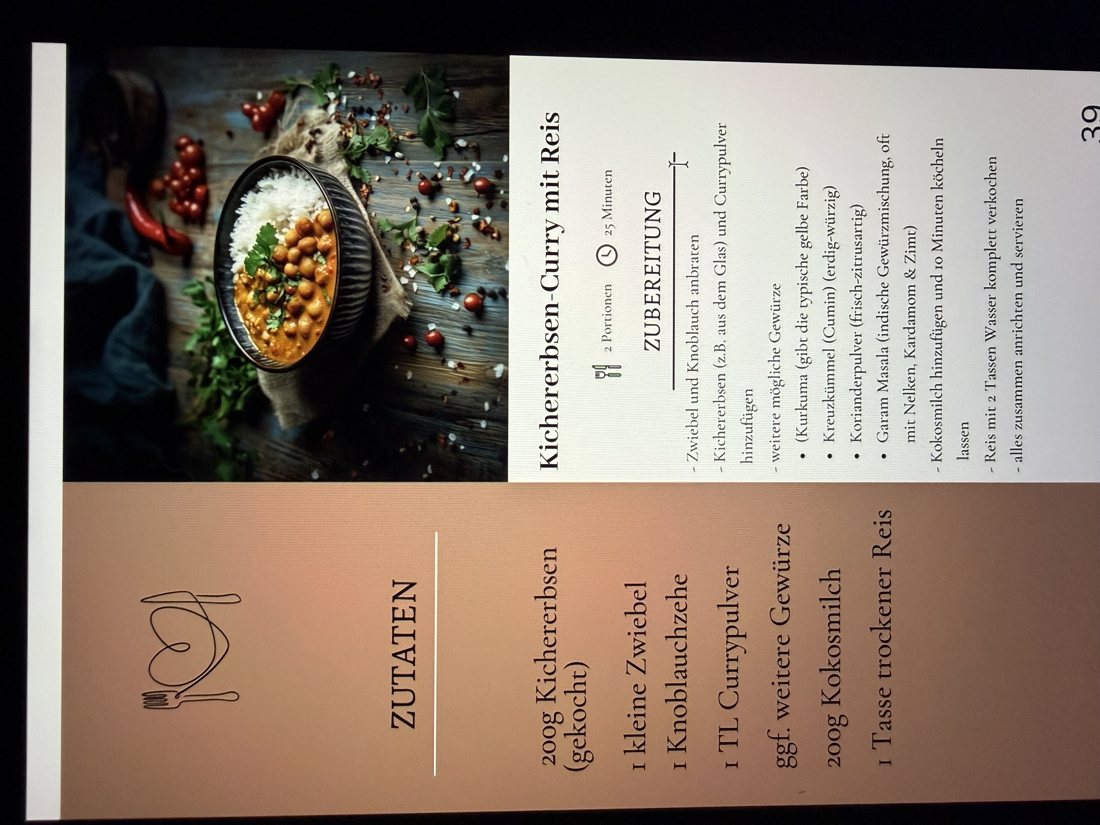 ZUTATEN
200g Kichererbsen
(gekocht)
1 kleine Zwiebel
1 Knoblauchzehe
1 TL Currypulver
ggf. weitere Gewürze
200g Kokosmilch
1 Tasse trockener Reis
Kichererbsen-Curry mit Reis
2 Portionen 25 Minuten
ZUBEREITUNG
- Zwiebel und Knoblauch anbraten
- Kichererbsen (z.B. aus dem Glas) und Currypulver
hinzufügen
- weitere mögliche Gewürze
• (Kurkuma (gibt die typische gelbe Farbe)
• Kreuzkümmel (Cumin) (erdig-würzig)
• Korianderpulver (frisch-zitrusartig)
• Garam Masala (indische Gewürzmischung, oft
mit Nelken, Kardamom & Zimt)
- Kokosmilch hinzufügen und 10 Minuten köcheln
lassen
- Reis mit 2 Tassen Wasser komplett verkochen
- alles zusammen anrichten und servieren
39